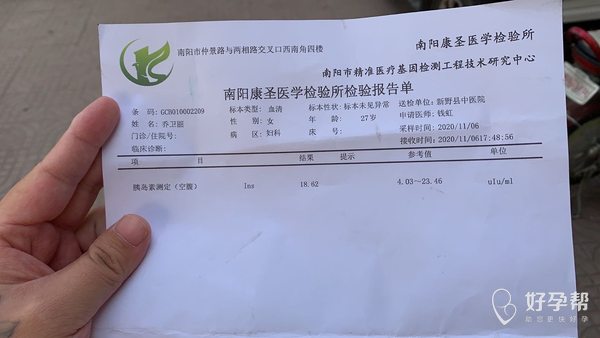 南阳市仲景路与两相路交叉口西南角四楼
南阳康圣医学检验所
南阳市精准医疗基因检测工程技术研究中心
南阳康圣医学检验所检验报告单
条 码: GCB010002209 标本类型: 血清 标本性状: 标本未见异常 送检单位: 新野县中医院
姓 名: 乔卫丽 性 别: 女 年 龄: 27岁 申请医师: 钱虹
门诊/住院号: 病 区: 妇科 床 号: 采样时间: 2020/11/06
临床诊断: 接收时间: 2020/11/0617:48:56
项 目 结果 提示 参考值 单位
胰岛素测定(空腹) Ins 18.62 4.03~23.46 uIu/ml
好孕帮
助您更快好孕